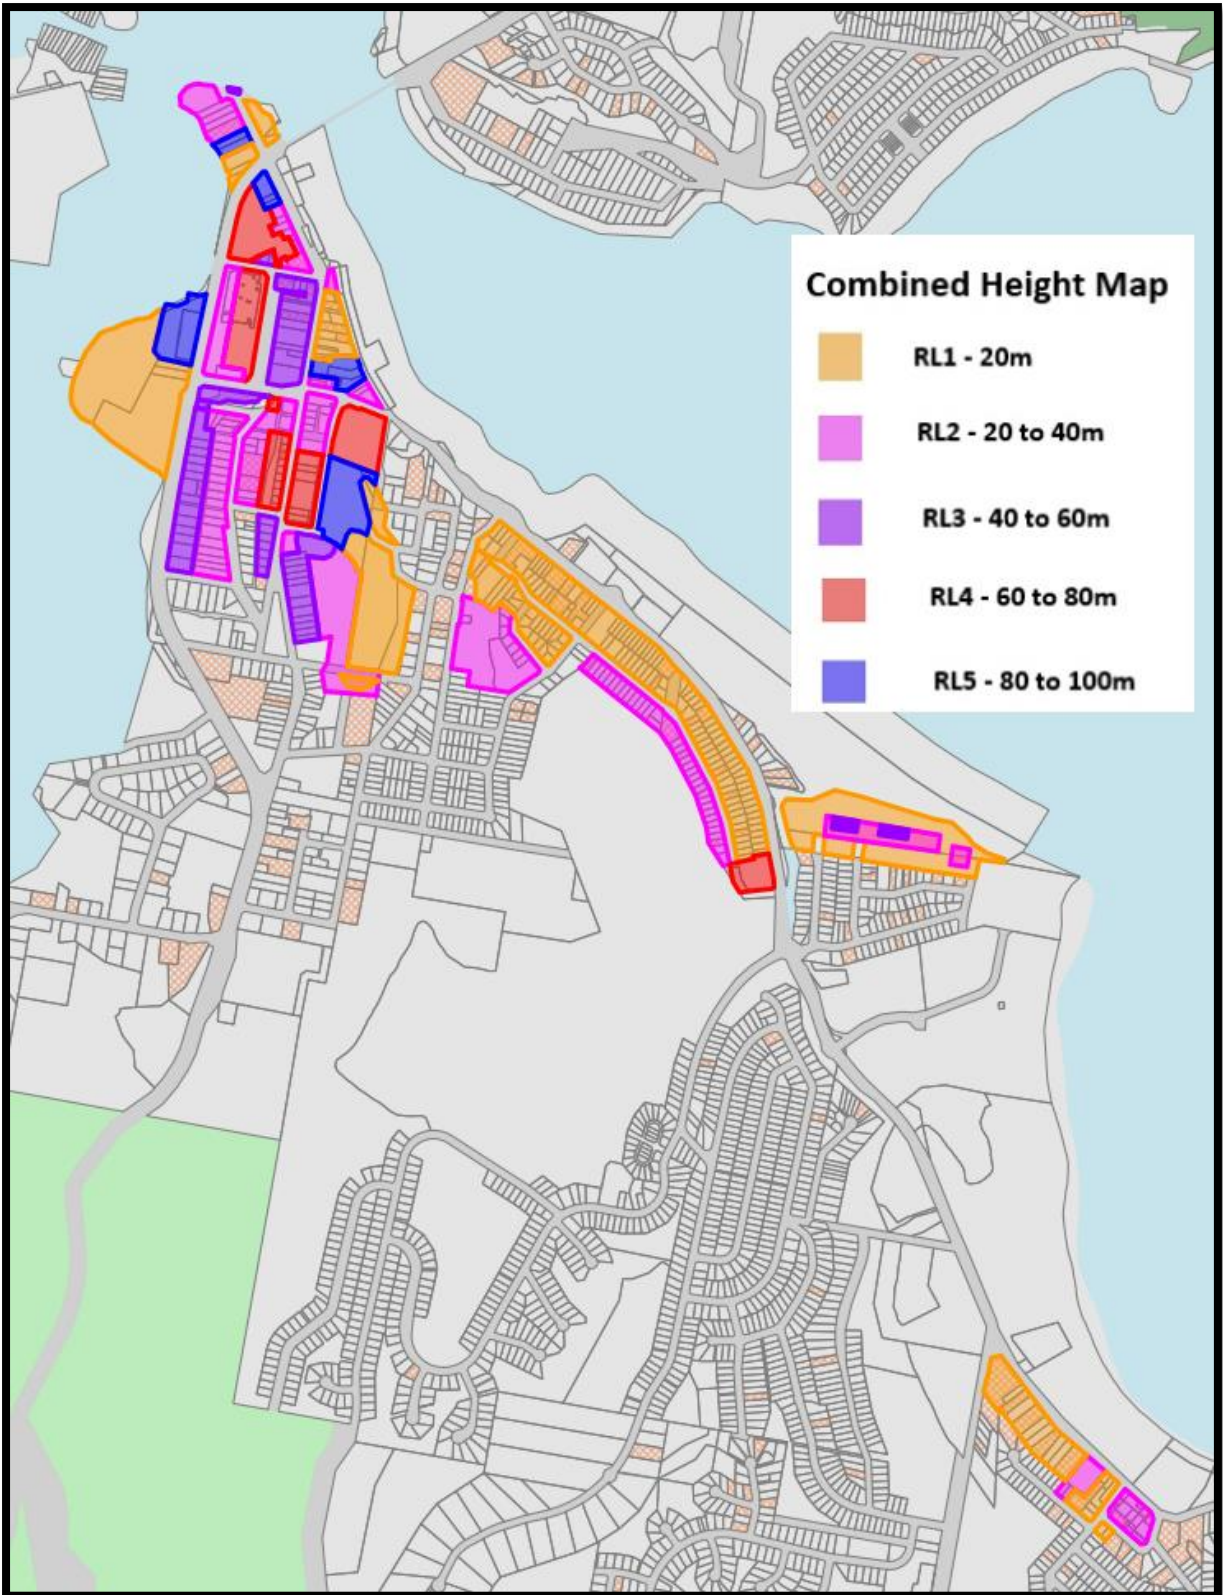 Combined Height Map
RL1 - 20m
RL2 - 20 to 40m
RL3 - 40 to 60m
RL4 - 60 to 80m
RL5 - 80 to 100m